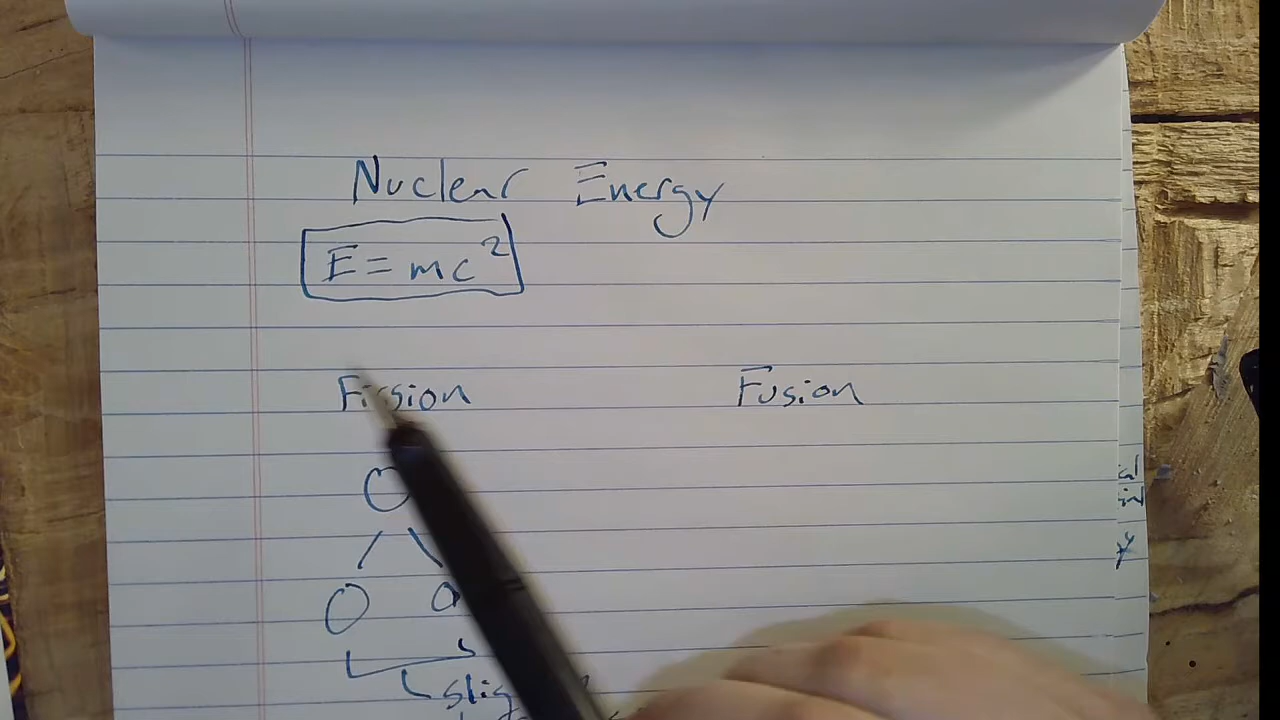 Nuclear Energy
E = mc²
Fission Fusion